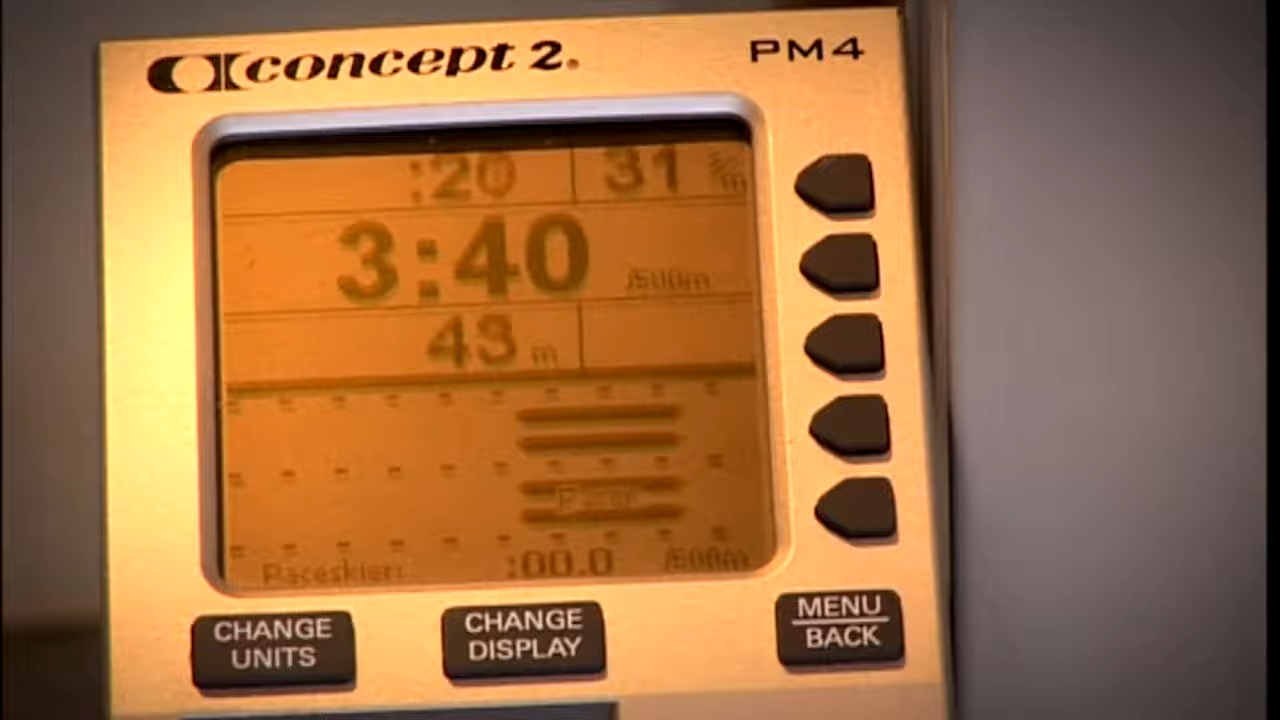 concept 2
PM4
:20 31
3:40 /500m
43 m
Paceskier: :00.0 /500m
CHANGE UNITS
CHANGE DISPLAY
MENU
BACK